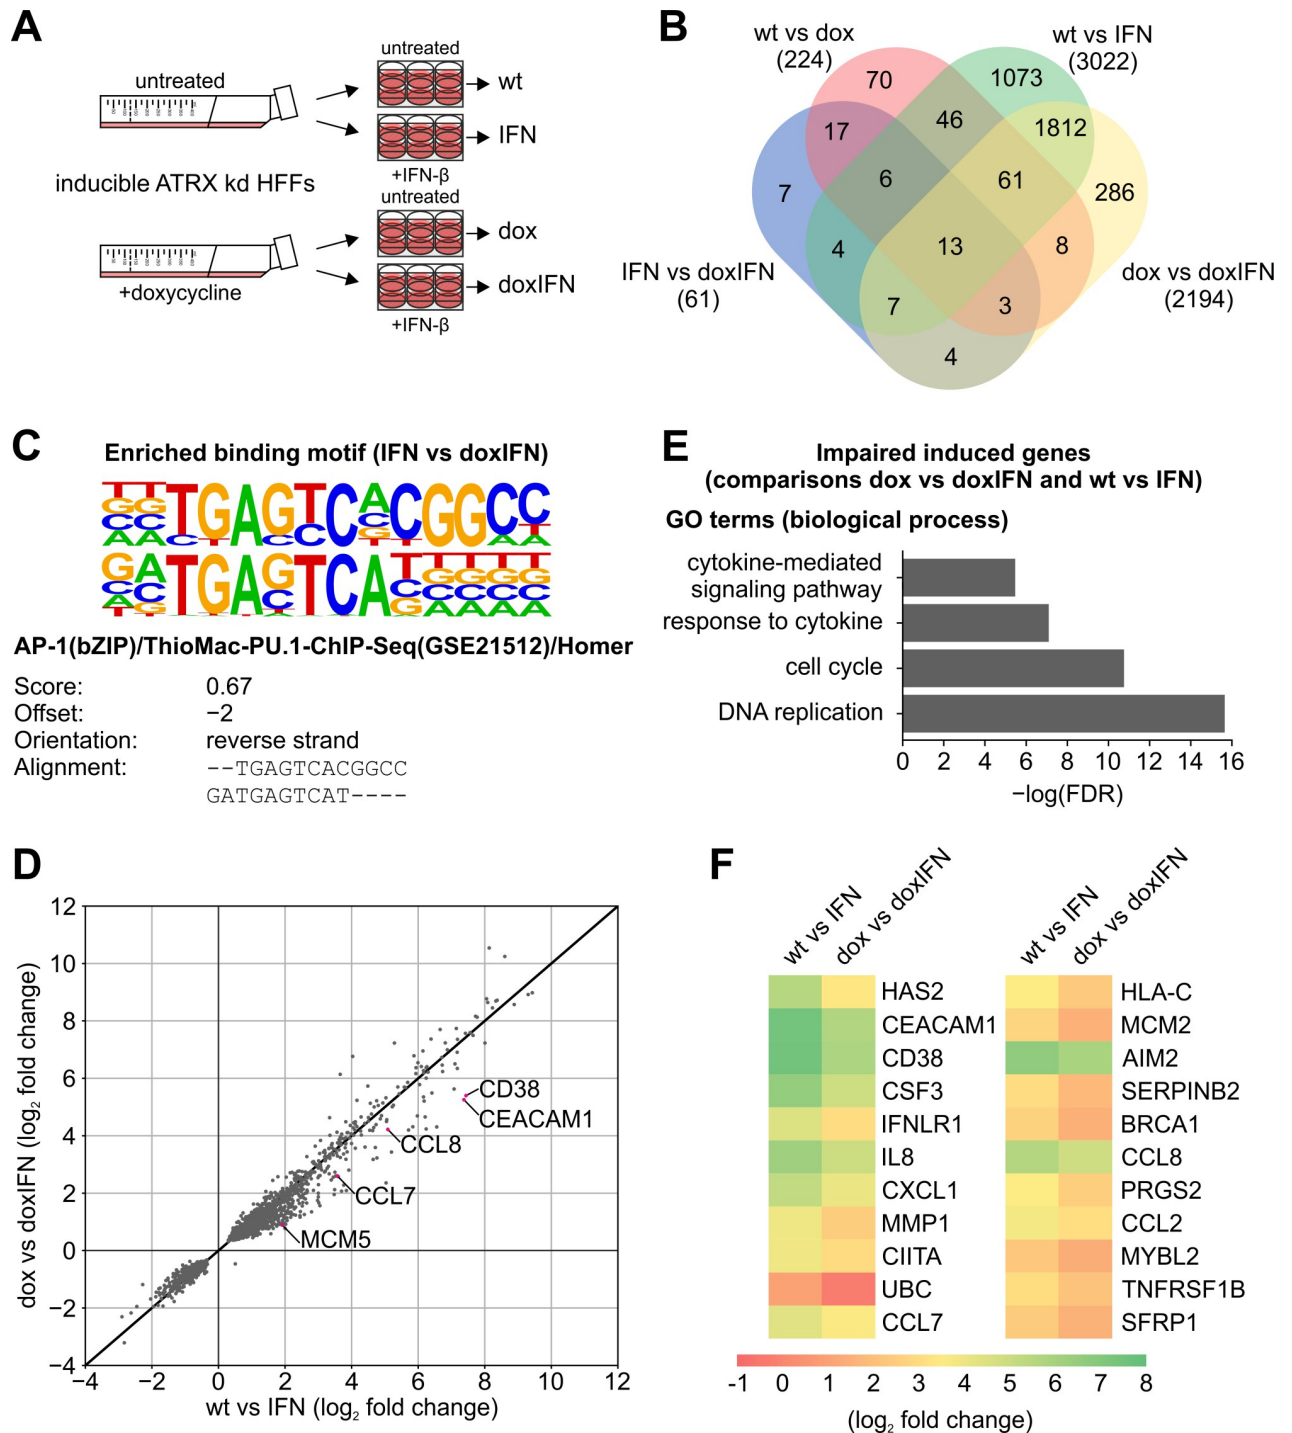 A
untreated
inducible ATRX kd HFFs
+doxycycline
untreated
wt
IFN
+IFN-β
untreated
dox
doxIFN
+IFN-β
B
wt vs dox
(224)
wt vs IFN
(3022)
IFN vs doxIFN
(61)
dox vs doxIFN
(2194)
70
1073
17
46
1812
7
6
61
286
4
13
8
7
3
4
C
Enriched binding motif (IFN vs doxIFN)
AP-1(bZIP)/ThioMac-PU.1-ChIP-Seq(GSE21512)/Homer
Score: 0.67
Offset: −2
Orientation: reverse strand
Alignment: --TGAGTCACGGCC
GATGAGTCAT----
E
Impaired induced genes
(comparisons dox vs doxIFN and wt vs IFN)
GO terms (biological process)
cytokine-mediated
signaling pathway
response to cytokine
cell cycle
DNA replication
0 2 4 6 8 10 12 14 16
−log(FDR)
D
dox vs doxIFN (log2 fold change)
12
10
8
6
4
2
0
−2
−4
CD38
CEACAM1
CCL8
CCL7
MCM5
−4 −2 0 2 4 6 8 10 12
wt vs IFN (log2 fold change)
F
wt vs IFN
dox vs doxIFN
HAS2
CEACAM1
CD38
CSF3
IFNLR1
IL8
CXCL1
MMP1
CIITA
UBC
CCL7
wt vs IFN
dox vs doxIFN
HLA-C
MCM2
AIM2
SERPINB2
BRCA1
CCL8
PRGS2
CCL2
MYBL2
TNFRSF1B
SFRP1
-1 0 1 2 3 4 5 6 7 8
(log2 fold change)